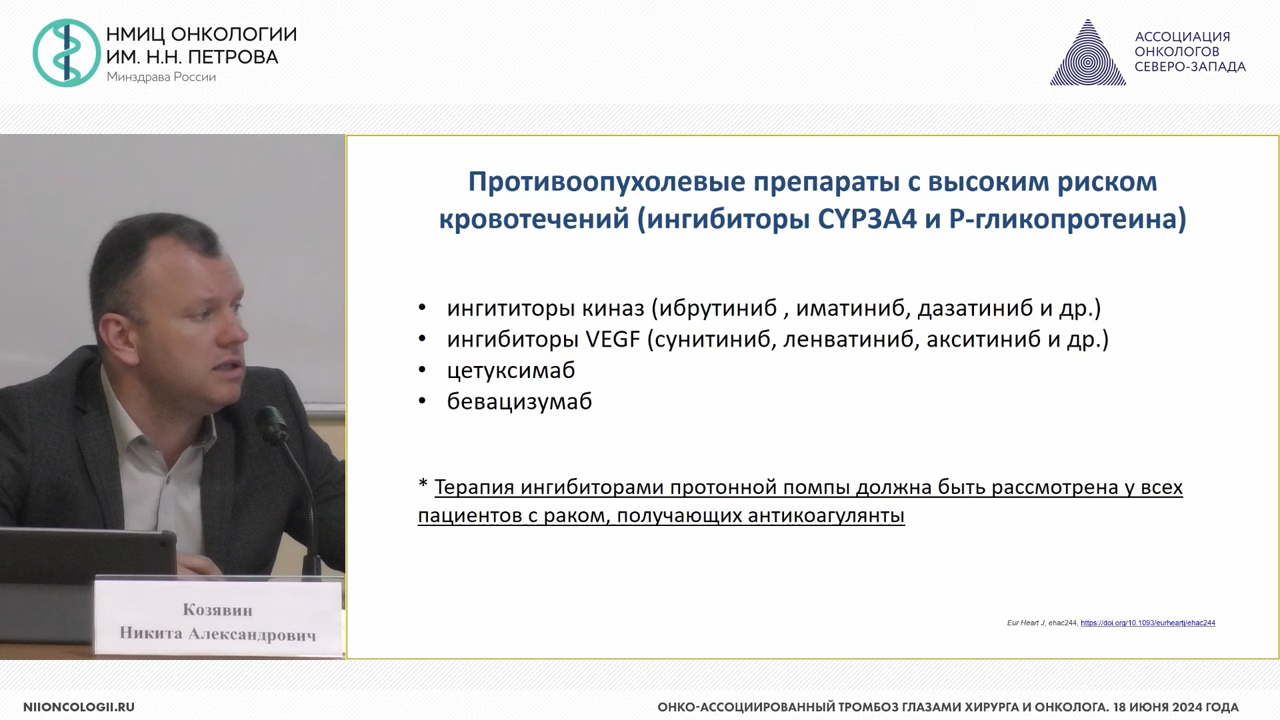 НМИЦ ОНКОЛОГИИ
ИМ. Н.Н. ПЕТРОВА
Минздрава России
АССОЦИАЦИЯ
ОНКОЛОГОВ
СЕВЕРО-ЗАПАДА
Противоопухолевые препараты с высоким риском
кровотечений (ингибиторы CYP3A4 и Р-гликопротеина)
• ингититоры киназ (ибрутиниб , иматиниб, дазатиниб и др.)
• ингибиторы VEGF (сунитиниб, ленватиниб, акситиниб и др.)
• цетуксимаб
• бевацизумаб
* Терапия ингибиторами протонной помпы должна быть рассмотрена у всех
пациентов с раком, получающих антикоагулянты
Eur Heart J, ehac244, https://doi.org/10.1093/eurheartj/ehac244
Козявин
Никита Александрович
NIIONCOLOGII.RU
ОНКО-АССОЦИИРОВАННЫЙ ТРОМБОЗ ГЛАЗАМИ ХИРУРГА И ОНКОЛОГА. 18 ИЮНЯ 2024 ГОДА